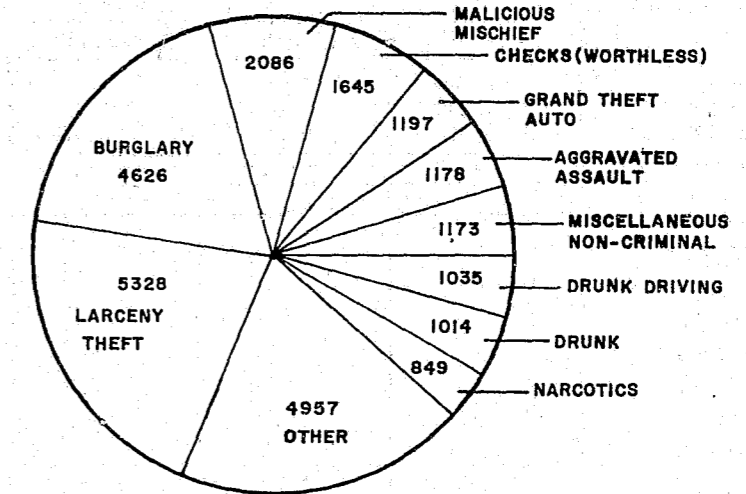 MALICIOUS
MISCHIEF
2086
CHECKS(WORTHLESS)
1645
GRAND THEFT
AUTO
1197
AGGRAVATED
ASSAULT
1178
MISCELLANEOUS
NON-CRIMINAL
1173
DRUNK DRIVING
1035
DRUNK
1014
NARCOTICS
849
4957
OTHER
5328
LARCENY
THEFT
BURGLARY
4626